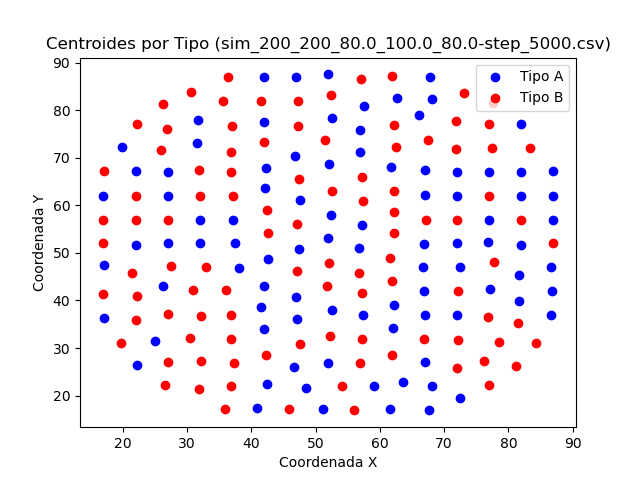 Centroides por Tipo (sim_200_200_80.0_100.0_80.0-step_5000.csv)
Tipo A
Tipo B
90
80
70
60
50
40
30
20
Coordenada Y
20 30 40 50 60 70 80 90
Coordenada X